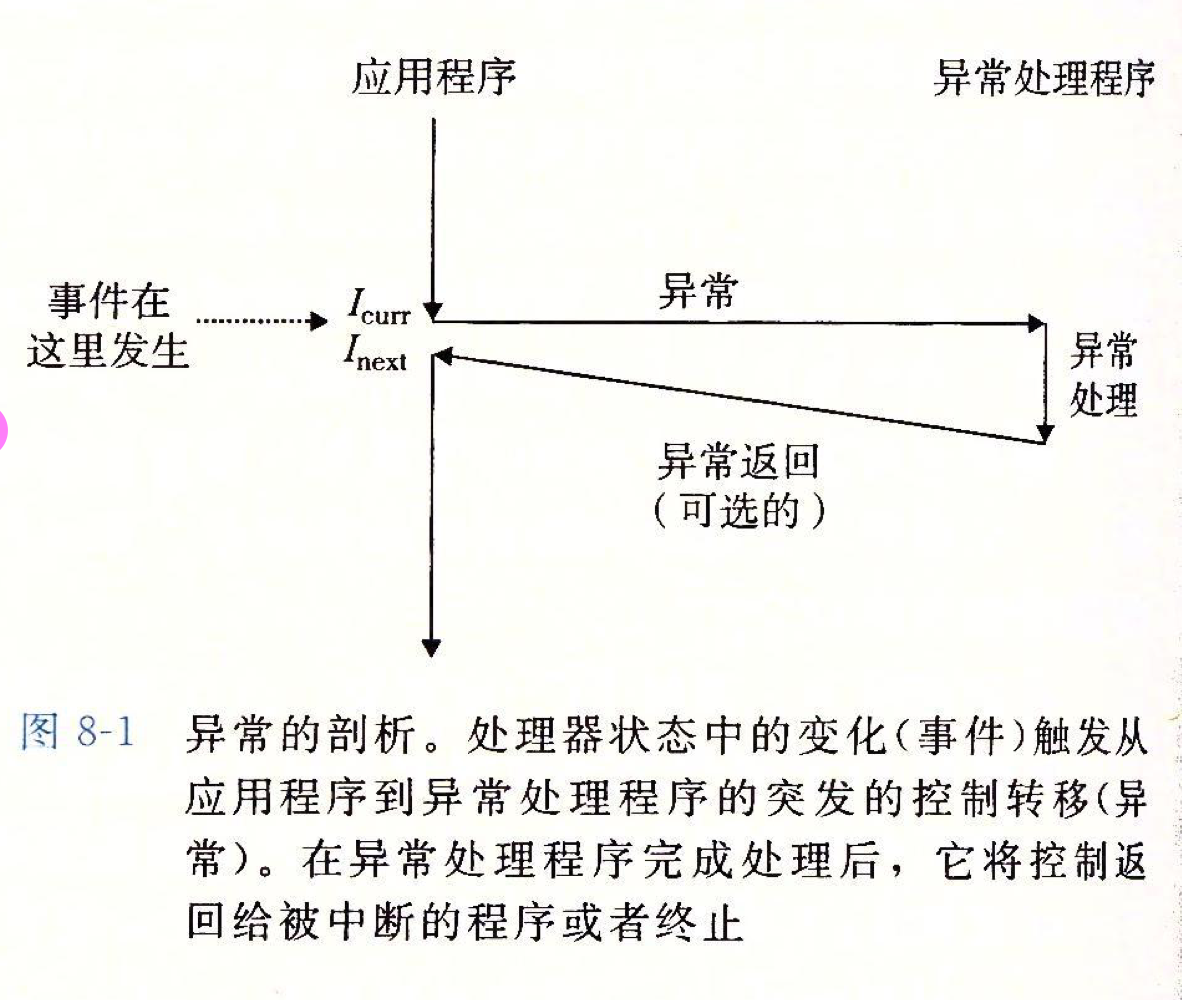 应用程序
异常处理程序
事件在
这里发生
I_curr
I_next
异常
异常
处理
异常返回
(可选的)
图 8-1 异常的剖析。处理器状态中的变化(事件)触发从
应用程序到异常处理程序的突发的控制转移(异
常)。在异常处理程序完成处理后，它将控制返
回给被中断的程序或者终止